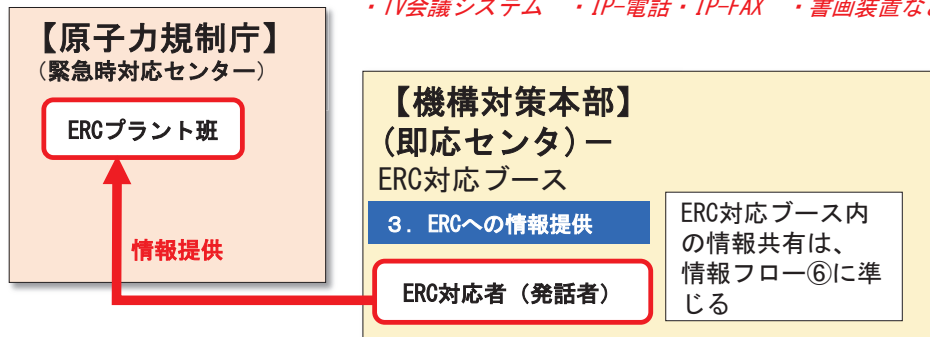 ・TV会議システム ・IP-電話・IP-FAX ・書画装置など
【原子力規制庁】
（緊急時対応センター）
ERCプラント班
情報提供
【機構対策本部】
(即応センタ)ー
ERC対応ブース
３．ERCへの情報提供
ERC対応者（発話者）
ERC対応ブース内
の情報共有は、
情報フロー⑥に準
じる